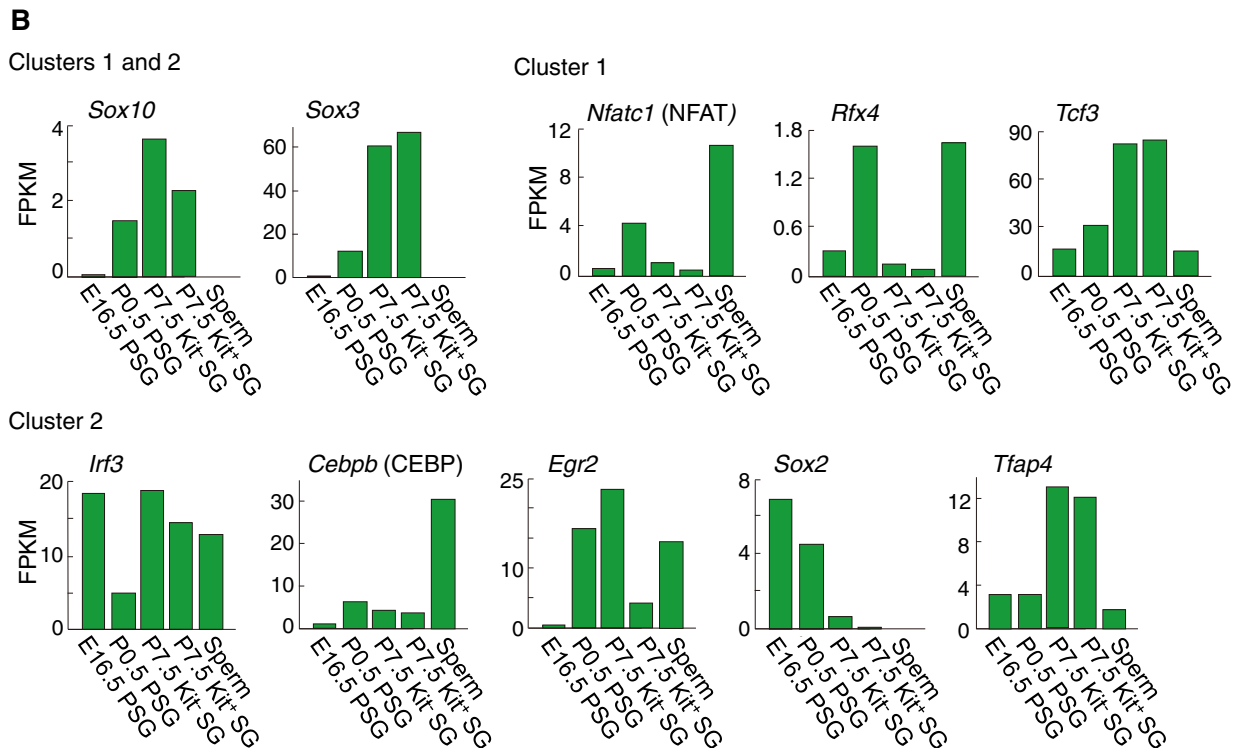 B
Clusters 1 and 2
Cluster 1
Sox10
Sox3
Nfatc1 (NFAT)
Rfx4
Tcf3
FPKM
4
2
0
E16.5 PSG
P0.5 PSG
P7.5 Kit⁻ SG
P7.5 Kit⁺ SG
Sperm
60
40
20
0
E16.5 PSG
P0.5 PSG
P7.5 Kit⁻ SG
P7.5 Kit⁺ SG
Sperm
FPKM
12
8
4
0
E16.5 PSG
P0.5 PSG
P7.5 Kit⁻ SG
P7.5 Kit⁺ SG
Sperm
1.8
1.2
0.6
0
E16.5 PSG
P0.5 PSG
P7.5 Kit⁻ SG
P7.5 Kit⁺ SG
Sperm
90
60
30
0
E16.5 PSG
P0.5 PSG
P7.5 Kit⁻ SG
P7.5 Kit⁺ SG
Sperm
Cluster 2
Irf3
Cebpb (CEBP)
Egr2
Sox2
Tfap4
FPKM
20
10
0
E16.5 PSG
P0.5 PSG
P7.5 Kit⁻ SG
P7.5 Kit⁺ SG
Sperm
30
20
10
0
E16.5 PSG
P0.5 PSG
P7.5 Kit⁻ SG
P7.5 Kit⁺ SG
Sperm
25
10
0
E16.5 PSG
P0.5 PSG
P7.5 Kit⁻ SG
P7.5 Kit⁺ SG
Sperm
8
4
0
E16.5 PSG
P0.5 PSG
P7.5 Kit⁻ SG
P7.5 Kit⁺ SG
Sperm
12
8
4
0
E16.5 PSG
P0.5 PSG
P7.5 Kit⁻ SG
P7.5 Kit⁺ SG
Sperm